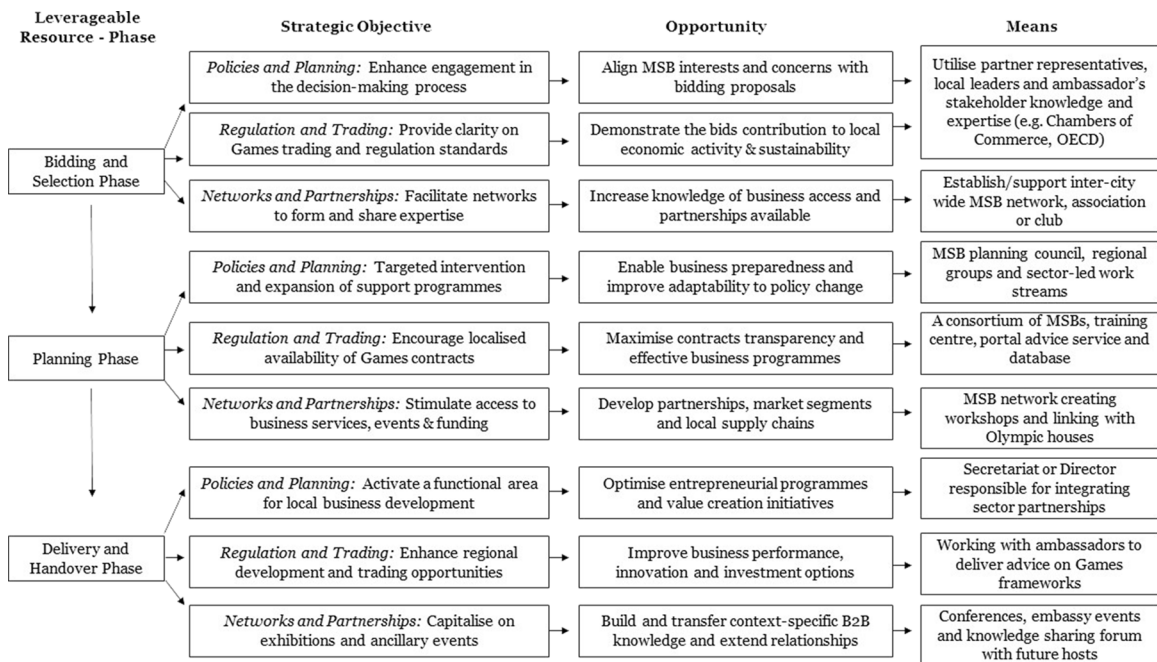 Leverageable
Resource - Phase
Strategic Objective
Opportunity
Means
Bidding and
Selection Phase
Policies and Planning: Enhance engagement in
the decision-making process
Align MSB interests and concerns with
bidding proposals
Utilise partner representatives,
local leaders and ambassador's
stakeholder knowledge and
expertise (e.g. Chambers of
Commerce, OECD)
Regulation and Trading: Provide clarity on
Games trading and regulation standards
Demonstrate the bids contribution to local
economic activity & sustainability
Networks and Partnerships: Facilitate networks
to form and share expertise
Increase knowledge of business access and
partnerships available
Establish/support inter-city
wide MSB network, association
or club
Planning Phase
Policies and Planning: Targeted intervention
and expansion of support programmes
Enable business preparedness and
improve adaptability to policy change
MSB planning council, regional
groups and sector-led work
streams
Regulation and Trading: Encourage localised
availability of Games contracts
Maximise contracts transparency and
effective business programmes
A consortium of MSBs, training
centre, portal advice service and
database
Networks and Partnerships: Stimulate access to
business services, events & funding
Develop partnerships, market segments
and local supply chains
MSB network creating
workshops and linking with
Olympic houses
Delivery and
Handover Phase
Policies and Planning: Activate a functional area
for local business development
Optimise entrepreneurial programmes
and value creation initiatives
Secretariat or Director
responsible for integrating
sector partnerships
Regulation and Trading: Enhance regional
development and trading opportunities
Improve business performance,
innovation and investment options
Working with ambassadors to
deliver advice on Games
frameworks
Networks and Partnerships: Capitalise on
exhibitions and ancillary events
Build and transfer context-specific B2B
knowledge and extend relationships
Conferences, embassy events
and knowledge sharing forum
with future hosts